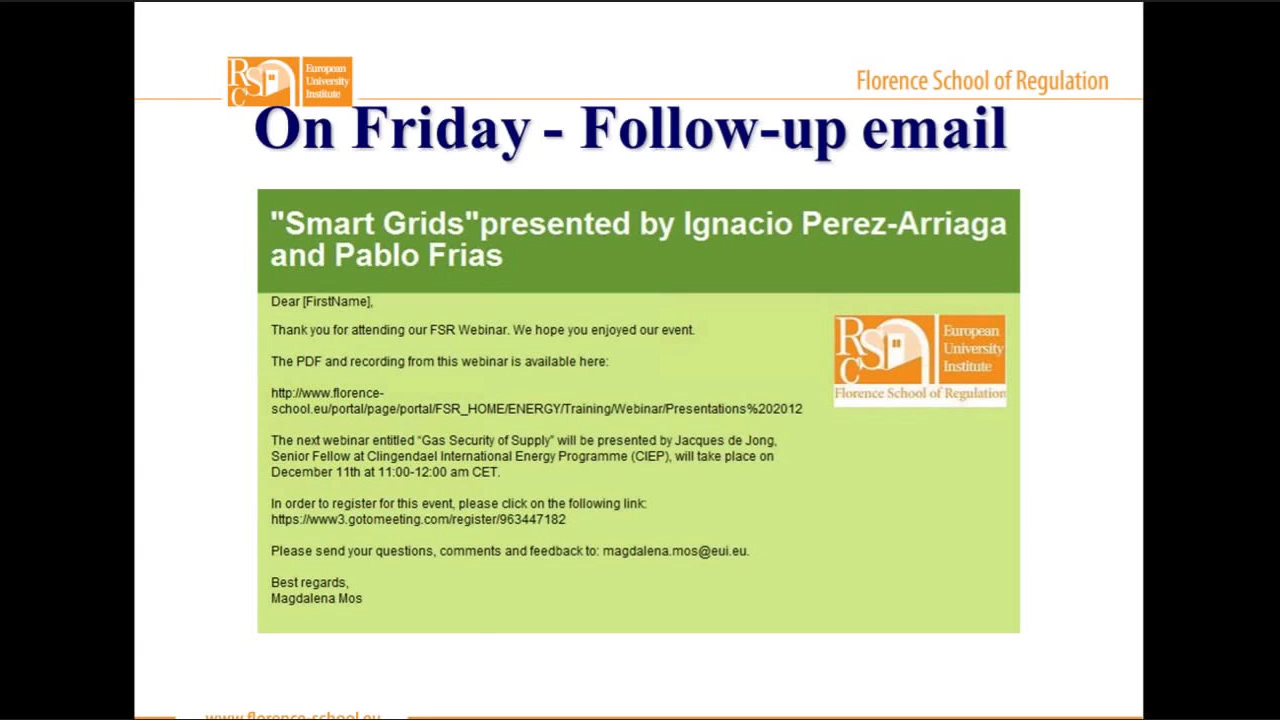 RSC
European
University
Institute
Florence School of Regulation
On Friday - Follow-up email
"Smart Grids"presented by Ignacio Perez-Arriaga
and Pablo Frias
Dear [FirstName],
Thank you for attending our FSR Webinar. We hope you enjoyed our event.
The PDF and recording from this webinar is available here:
http://www.florence-
school.eu/portal/page/portal/FSR_HOME/ENERGY/Training/Webinar/Presentations%202012
The next webinar entitled “Gas Security of Supply” will be presented by Jacques de Jong,
Senior Fellow at Clingendael International Energy Programme (CIEP), will take place on
December 11th at 11:00-12:00 am CET.
In order to register for this event, please click on the following link:
https://www3.gotomeeting.com/register/963447182
Please send your questions, comments and feedback to: magdalena.mos@eui.eu.
Best regards,
Magdalena Mos
RSC
European
University
Institute
Florence School of Regulation
www.florence-school.eu